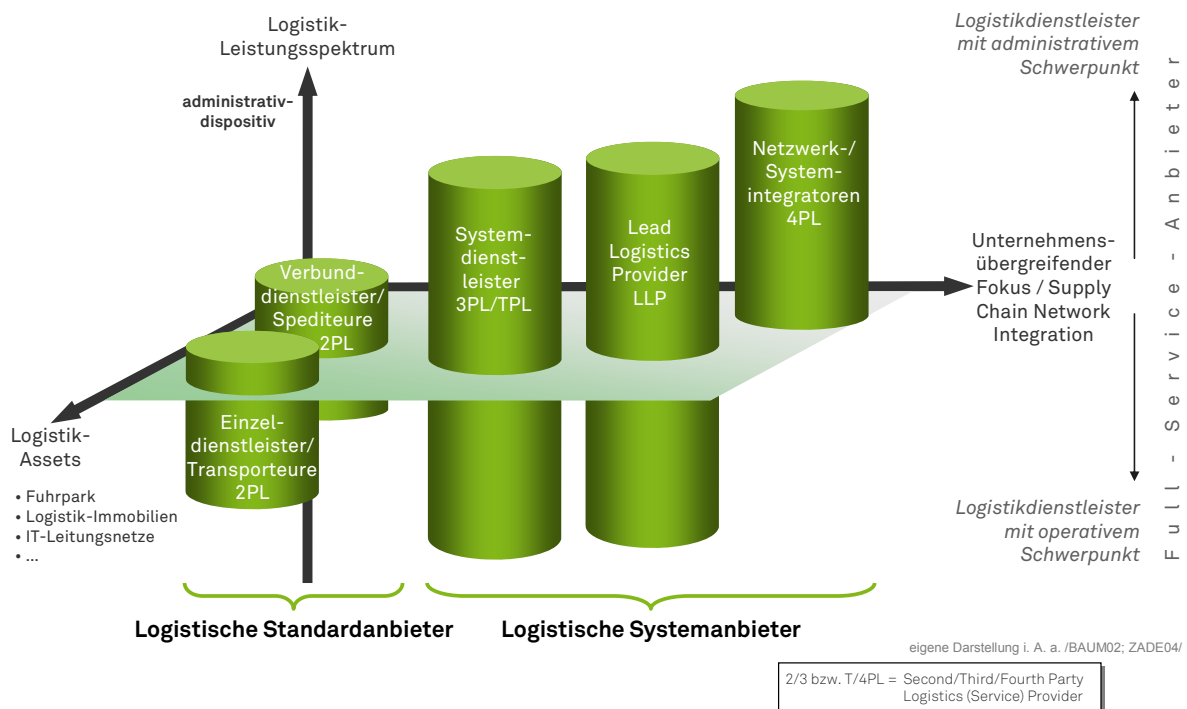 Logistik-
Leistungsspektrum
administrativ-
dispositiv
Logistikdienstleister
mit administrativem
Schwerpunkt
Full-Service-Anbieter
Netzwerk-/
System-
integratoren
4PL
Lead
Logistics
Provider
LLP
System-
dienst-
leister
3PL/TPL
Verbund-
dienstleister/
Spediteure
2PL
Unternehmens-
übergreifender
Fokus / Supply
Chain Network
Integration
Einzel-
dienstleister/
Transporteure
2PL
Logistik-
Assets
• Fuhrpark
• Logistik-Immobilien
• IT-Leitungsnetze
• ...
Logistikdienstleister
mit operativem
Schwerpunkt
Logistische Standardanbieter
Logistische Systemanbieter
eigene Darstellung i. A. a. /BAUM02; ZADE04/
2/3 bzw. T/4PL = Second/Third/Fourth Party
Logistics (Service) Provider